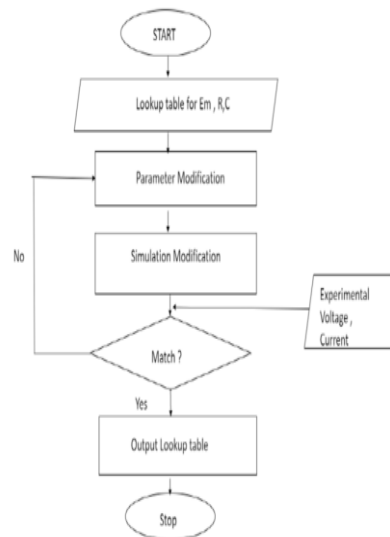 START
Lookup table for Em , R,C
Parameter Modification
No
Simulation Modification
Experimental
Voltage ,
Current
Match ?
Yes
Output Lookup table
Stop